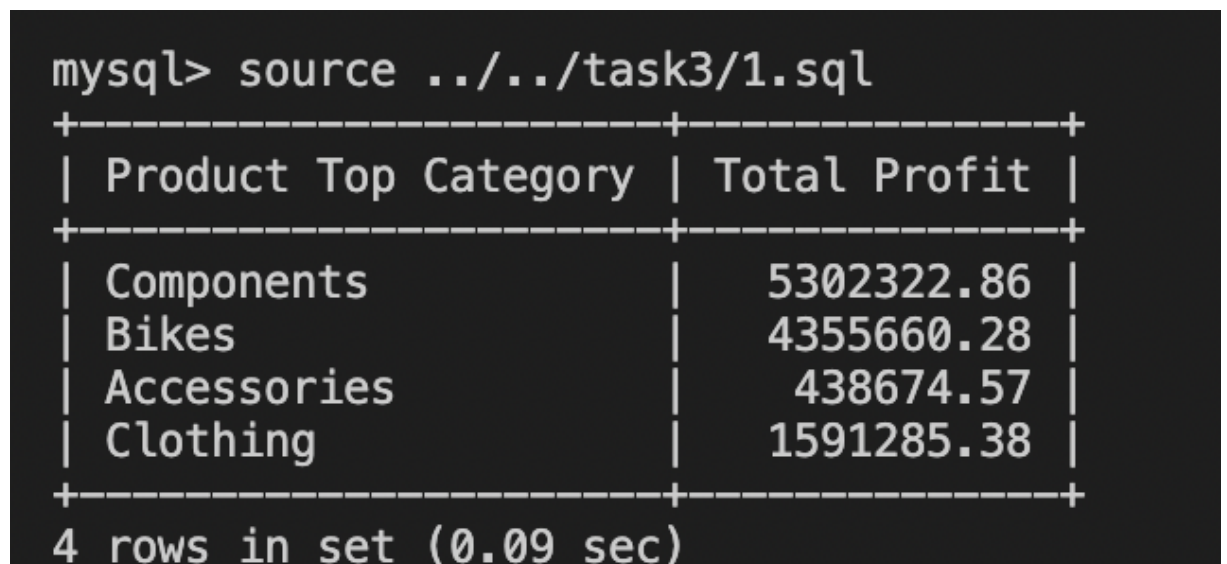 mysql> source ../../task3/1.sql
+----------------------+--------------+
| Product Top Category | Total Profit |
+----------------------+--------------+
| Components           |   5302322.86 |
| Bikes                |   4355660.28 |
| Accessories          |    438674.57 |
| Clothing             |   1591285.38 |
+----------------------+--------------+
4 rows in set (0.09 sec)